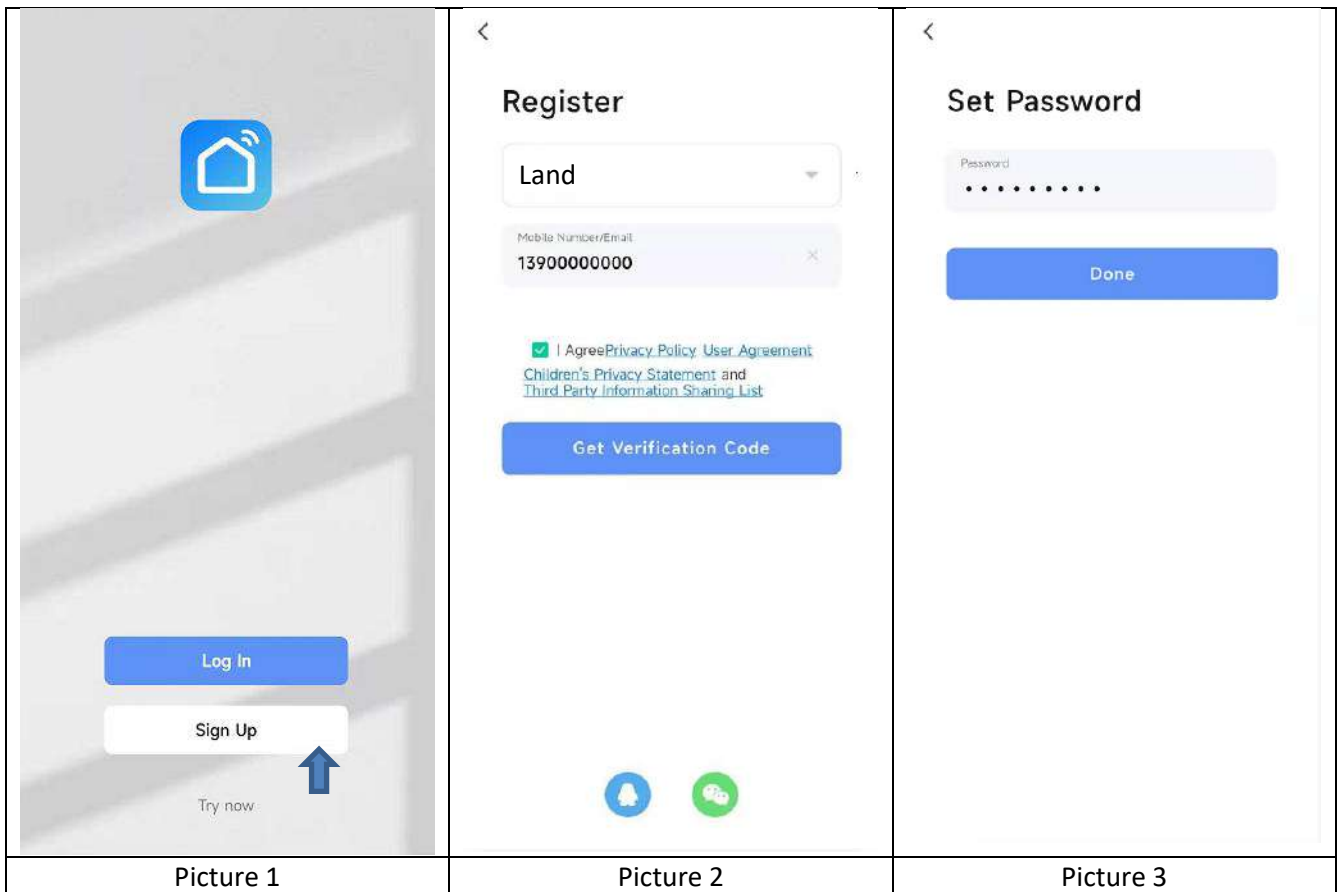 Log In
Sign Up
Try now
Picture 1
Register
Land
Mobile Number/Email
13900000000
I AgreePrivacy Policy User Agreement
Children's Privacy Statement and
Third Party Information Sharing List
Get Verification Code
Picture 2
Set Password
Password
•••••••••
Done
Picture 3